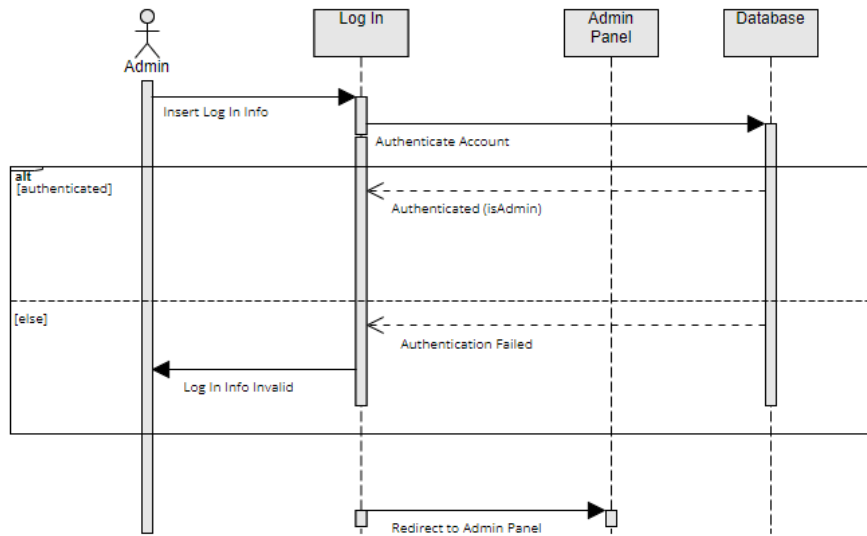 Log In
Admin
Panel
Database
Admin
Insert Log In Info
Authenticate Account
alt
[authenticated]
Authenticated (isAdmin)
[else]
Authentication Failed
Log In Info Invalid
Redirect to Admin Panel